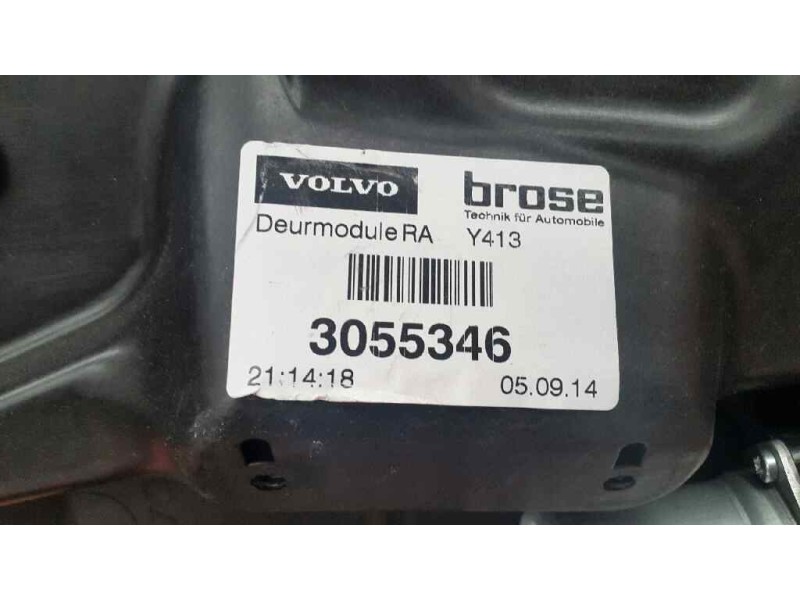 VOLVO
brose
Technik für Automobile
Deurmodule RA Y413
3055346
21:14:18 05.09.14